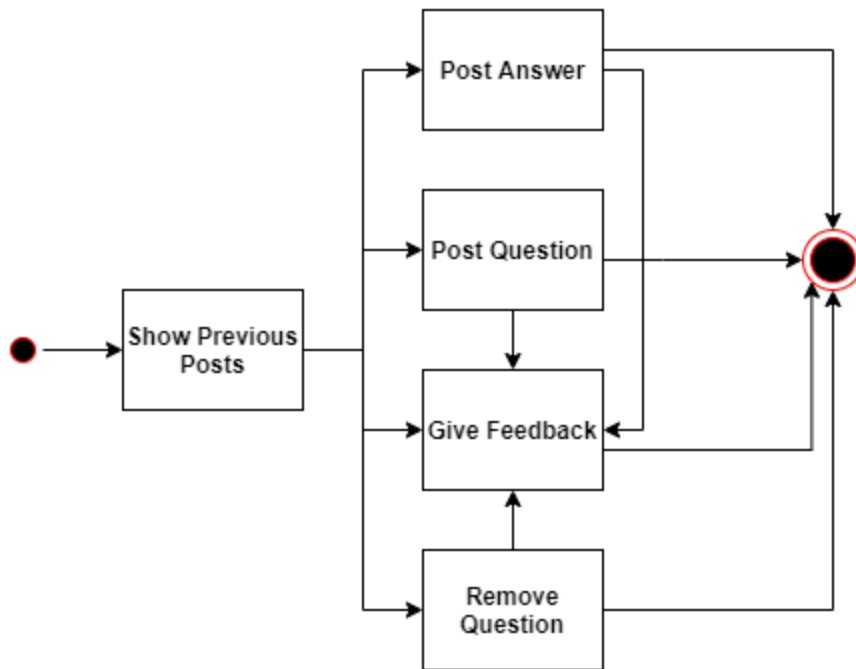 Post Answer
Post Question
Show Previous
Posts
Give Feedback
Remove
Question